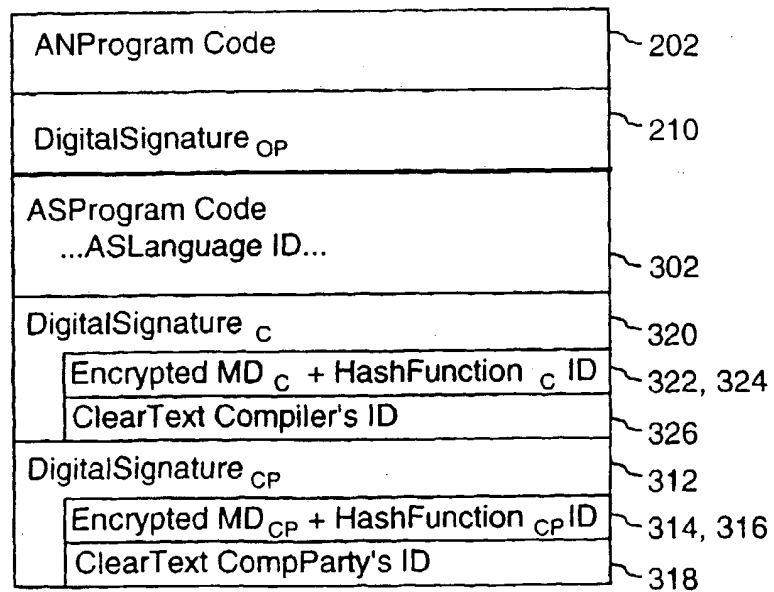 ANProgram Code 202
DigitalSignature OP 210
ASProgram Code
...ASLanguage ID... 302
DigitalSignature C 320
Encrypted MD C + HashFunction C ID 322, 324
ClearText Compiler's ID 326
DigitalSignature CP 312
Encrypted MD CP + HashFunction CP ID 314, 316
ClearText CompParty's ID 318